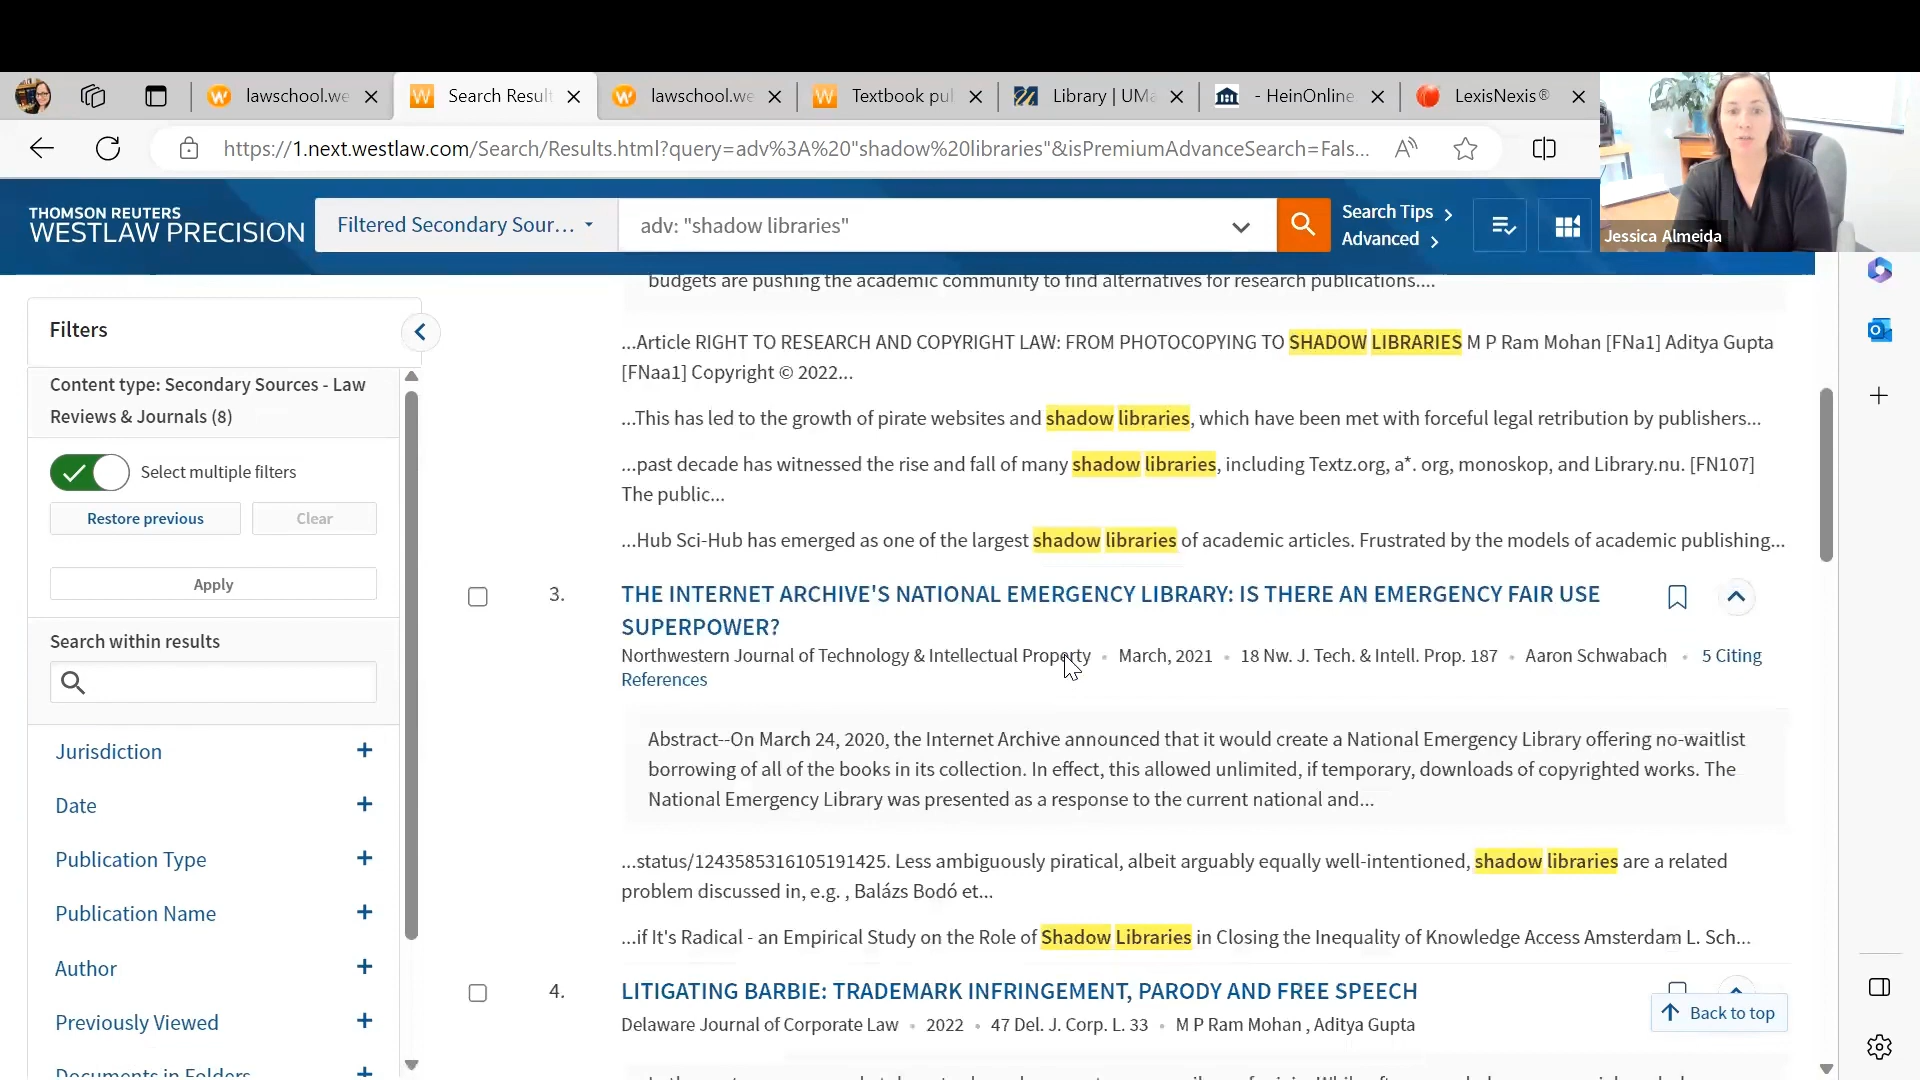 lawschool.we
Search Result
lawschool.we
Textbook pul
Library | UMa
- HeinOnline
LexisNexis®
https://1.next.westlaw.com/Search/Results.html?query=adv%3A%20"shadow%20libraries"&isPremiumAdvanceSearch=Fals...
THOMSON REUTERS
WESTLAW PRECISION
Filtered Secondary Sour...
adv: "shadow libraries"
Search Tips
Advanced
Jessica Almeida
Filters
Content type: Secondary Sources - Law
Reviews & Journals (8)
Select multiple filters
Restore previous
Clear
Apply
Search within results
Jurisdiction
Date
Publication Type
Publication Name
Author
Previously Viewed
Documents in Folders
budgets are pushing the academic community to find alternatives for research publications....
...Article RIGHT TO RESEARCH AND COPYRIGHT LAW: FROM PHOTOCOPYING TO SHADOW LIBRARIES M P Ram Mohan [FNa1] Aditya Gupta
[FNaa1] Copyright © 2022...
...This has led to the growth of pirate websites and shadow libraries, which have been met with forceful legal retribution by publishers...
...past decade has witnessed the rise and fall of many shadow libraries, including Textz.org, a*. org, monoskop, and Library.nu. [FN107]
The public...
...Hub Sci-Hub has emerged as one of the largest shadow libraries of academic articles. Frustrated by the models of academic publishing...
3. THE INTERNET ARCHIVE'S NATIONAL EMERGENCY LIBRARY: IS THERE AN EMERGENCY FAIR USE
SUPERPOWER?
Northwestern Journal of Technology & Intellectual Property • March, 2021 • 18 Nw. J. Tech. & Intell. Prop. 187 • Aaron Schwabach • 5 Citing
References
Abstract--On March 24, 2020, the Internet Archive announced that it would create a National Emergency Library offering no-waitlist
borrowing of all of the books in its collection. In effect, this allowed unlimited, if temporary, downloads of copyrighted works. The
National Emergency Library was presented as a response to the current national and...
...status/1243585316105191425. Less ambiguously piratical, albeit arguably equally well-intentioned, shadow libraries are a related
problem discussed in, e.g. , Balázs Bodó et...
...if It's Radical - an Empirical Study on the Role of Shadow Libraries in Closing the Inequality of Knowledge Access Amsterdam L. Sch...
4. LITIGATING BARBIE: TRADEMARK INFRINGEMENT, PARODY AND FREE SPEECH
Delaware Journal of Corporate Law • 2022 • 47 Del. J. Corp. L. 33 • M P Ram Mohan , Aditya Gupta
Back to top